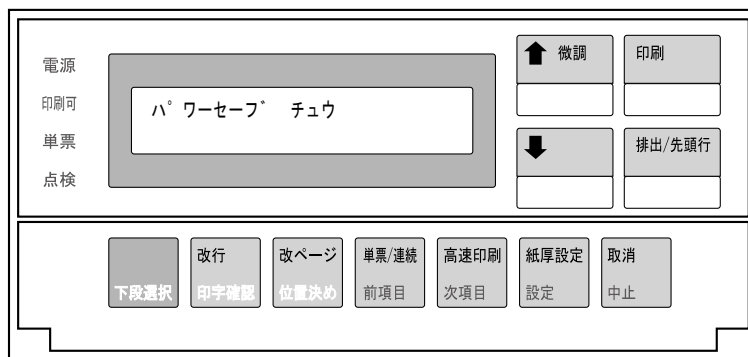 電源
印刷可
単票
点検
パワーセーブ チュウ
微調
印刷
排出/先頭行
下段選択
改行
印字確認
改ページ
位置決め
単票/連続
前項目
高速印刷
次項目
紙厚設定
設定
取消
中止